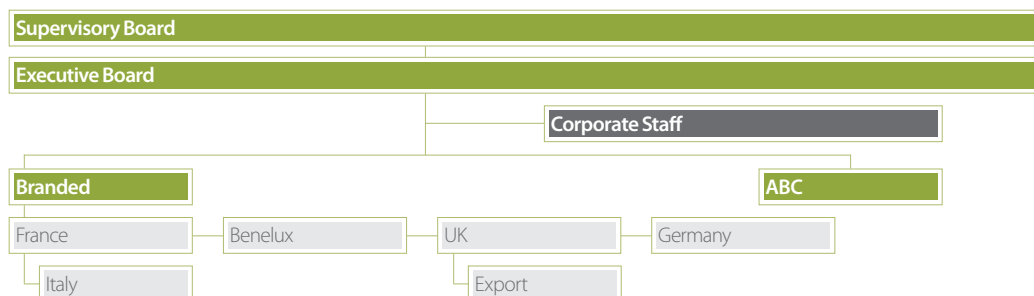 Supervisory Board
Executive Board
Corporate Staff
Branded
ABC
France
Benelux
UK
Germany
Italy
Export